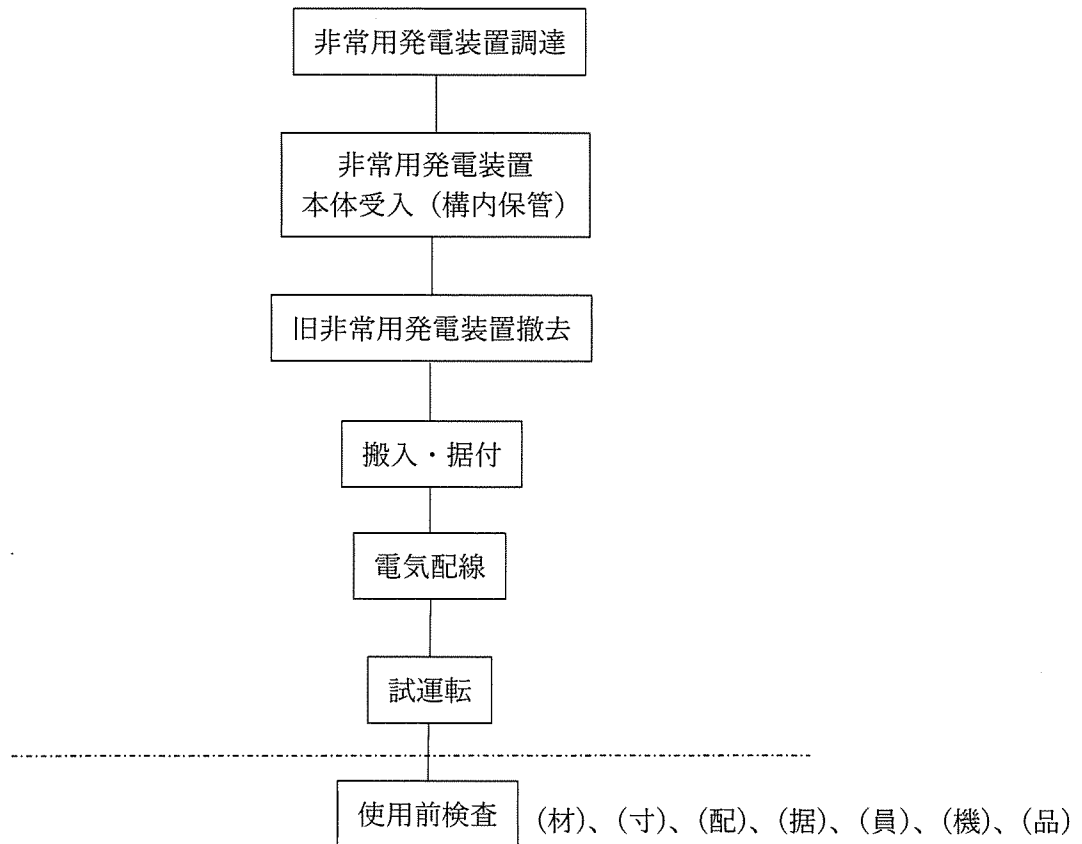 非常用発電装置調達
非常用発電装置
本体受入（構内保管）
旧非常用発電装置撤去
搬入・据付
電気配線
試運転
使用前検査 （材）、（寸）、（配）、（据）、（員）、（機）、（品）